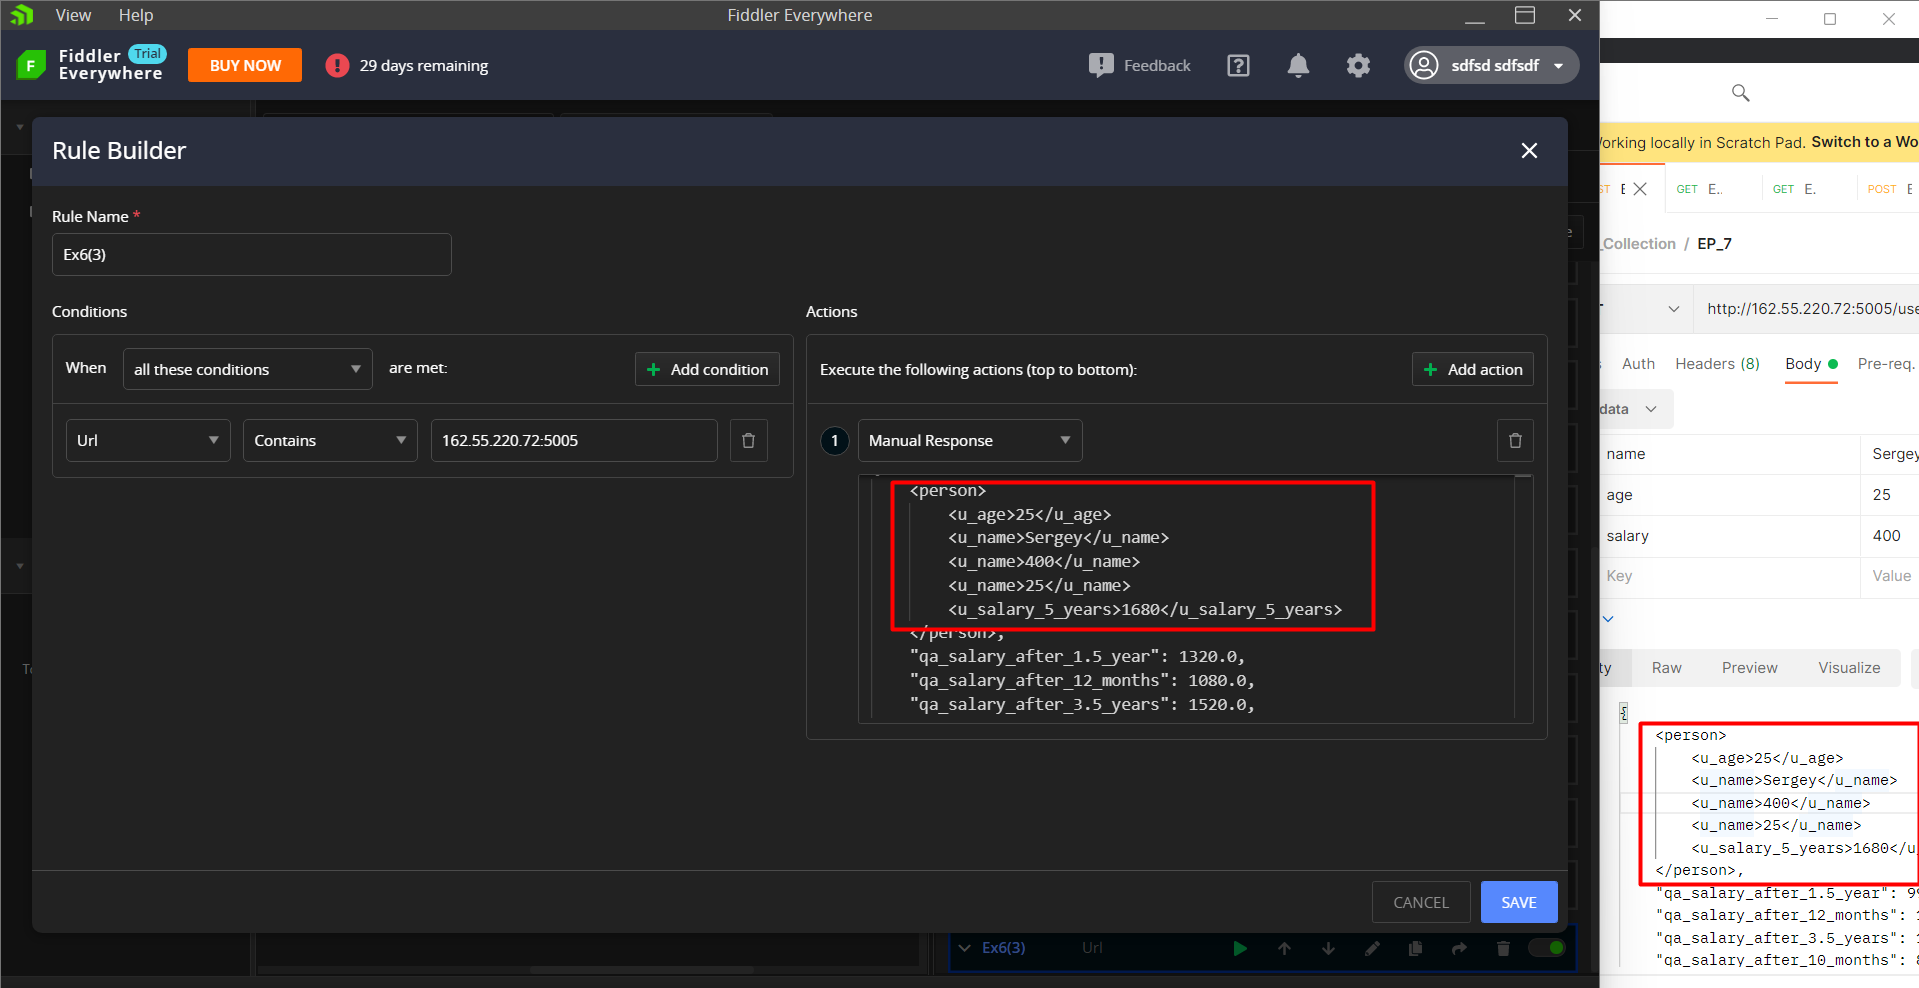 View Help
Fiddler Everywhere
Fiddler Everywhere
Trial
BUY NOW
29 days remaining
Feedback
sdfsd sdfsdf
Rule Builder
Rule Name *
Ex6(3)
Conditions
When all these conditions are met:
Add condition
Url Contains 162.55.220.72:5005
Actions
Execute the following actions (top to bottom):
Add action
1 Manual Response
<person>
<u_age>25</u_age>
<u_name>Sergey</u_name>
<u_name>400</u_name>
<u_name>25</u_name>
<u_salary_5_years>1680</u_salary_5_years>
</person>,
"qa_salary_after_1.5_year": 1320.0,
"qa_salary_after_12_months": 1080.0,
"qa_salary_after_3.5_years": 1520.0,
CANCEL SAVE
Ex6(3) Url
orking locally in Scratch Pad. Switch to a Wo
ST E GET E.. GET E. POST E
_Collection / EP_7
http://162.55.220.72:5005/use
Auth Headers (8) Body Pre-req.
data
name Sergey
age 25
salary 400
Key Value
ty Raw Preview Visualize
{
<person>
<u_age>25</u_age>
<u_name>Sergey</u_name>
<u_name>400</u_name>
<u_name>25</u_name>
<u_salary_5_years>1680</u_
</person>,
"qa_salary_after_1.5_year": 99
"qa_salary_after_12_months":
"qa_salary_after_3.5_years":
"qa_salary_after_10_months":